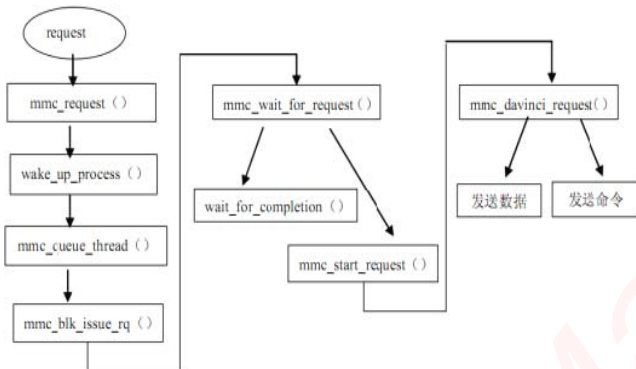 request
mmc_request（）
wake_up_process（）
mmc_cueue_thread（）
mmc_blk_issue_rq（）
mmc_wait_for_request（）
wait_for_completion（）
mmc_start_request（）
mmc_davinci_request()
发送数据
发送命令